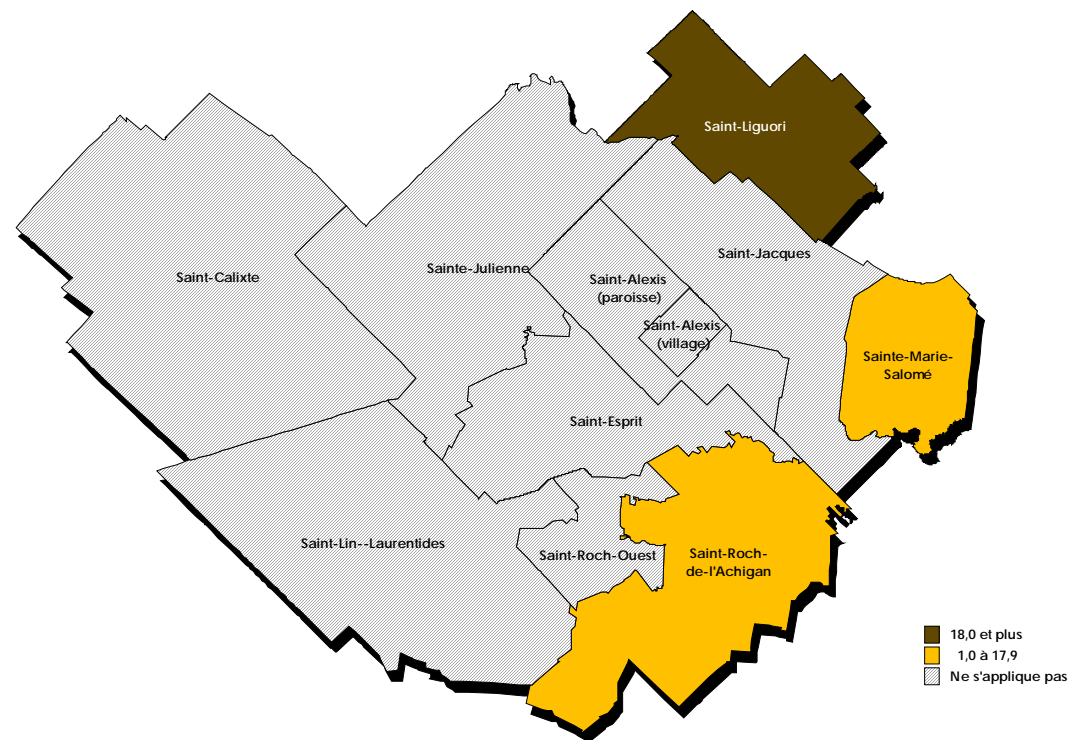 Saint-Liguori
Saint-Jacques
Sainte-Julienne
Saint-Calixte
Saint-Alexis
(paroisse)
Saint-Alexis
(village)
Sainte-Marie-
Salomé
Saint-Esprit
Saint-Lin--Laurentides
Saint-Roch-Ouest
Saint-Roch-
de-l'Achigan
18,0 et plus
1,0 à 17,9
Ne s'applique pas